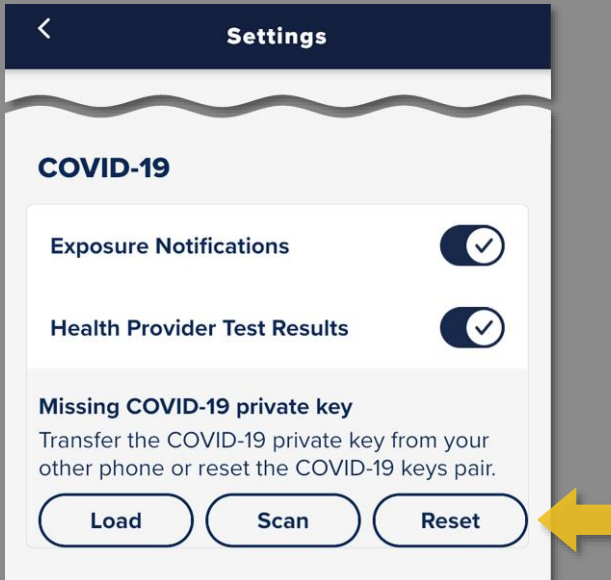 Settings
COVID-19
Exposure Notifications
Health Provider Test Results
Missing COVID-19 private key
Transfer the COVID-19 private key from your
other phone or reset the COVID-19 keys pair.
Load Scan Reset